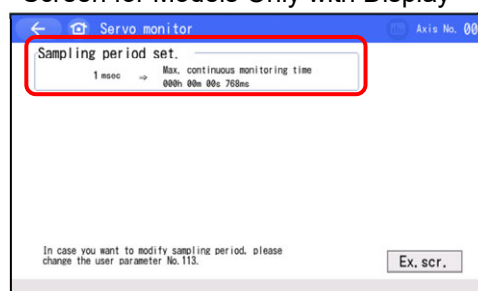 Screen for Models Only with Display
Servo monitor
Axis No. 00
Sampling period set.
1 msec ⇒ Max. continuous monitoring time
000h 00m 00s 768ms
In case you want to modify sampling period, please
change the user parameter No.113.
Ex. scr.